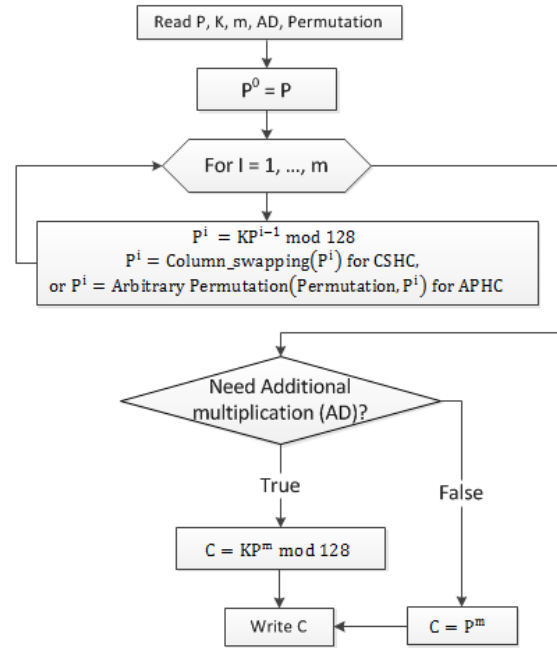 Read P, K, m, AD, Permutation
P⁰ = P
For I = 1, ..., m
Pⁱ = KPⁱ⁻¹ mod 128
Pⁱ = Column_swapping(Pⁱ) for CSHC,
or Pⁱ = Arbitrary Permutation(Permutation, Pⁱ) for APHC
Need Additional
multiplication (AD)?
True
False
C = KPᵐ mod 128
Write C
C = Pᵐ